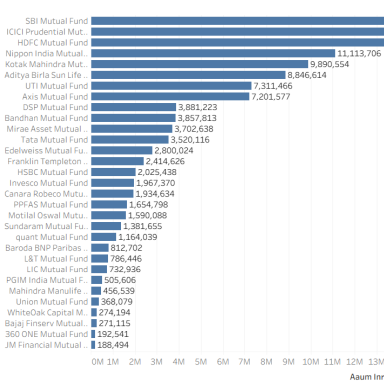 SBI Mutual Fund
ICICI Prudential Mut..
HDFC Mutual Fund
Nippon India Mutual.. 11,113,706
Kotak Mahindra Mut.. 9,890,554
Aditya Birla Sun Life .. 8,846,614
UTI Mutual Fund 7,311,466
Axis Mutual Fund 7,201,577
DSP Mutual Fund 3,881,223
Bandhan Mutual Fund 3,857,813
Mirae Asset Mutual .. 3,702,638
Tata Mutual Fund 3,520,116
Edelweiss Mutual Fu.. 2,800,024
Franklin Templeton .. 2,414,626
HSBC Mutual Fund 2,025,438
Invesco Mutual Fund 1,967,370
Canara Robeco Mutu.. 1,934,634
PPFAS Mutual Fund 1,654,798
Motilal Oswal Mutu.. 1,590,088
Sundaram Mutual Fu.. 1,381,655
quant Mutual Fund 1,164,039
Baroda BNP Paribas .. 812,702
L&T Mutual Fund 786,446
LIC Mutual Fund 732,936
PGIM India Mutual F.. 505,606
Mahindra Manulife .. 456,539
Union Mutual Fund 368,079
WhiteOak Capital M.. 274,194
Bajaj Finserv Mutual.. 271,115
360 ONE Mutual Fund 192,541
JM Financial Mutual .. 188,494
0M 1M 2M 3M 4M 5M 6M 7M 8M 9M 10M 11M 12M 13M
Aaum Inr